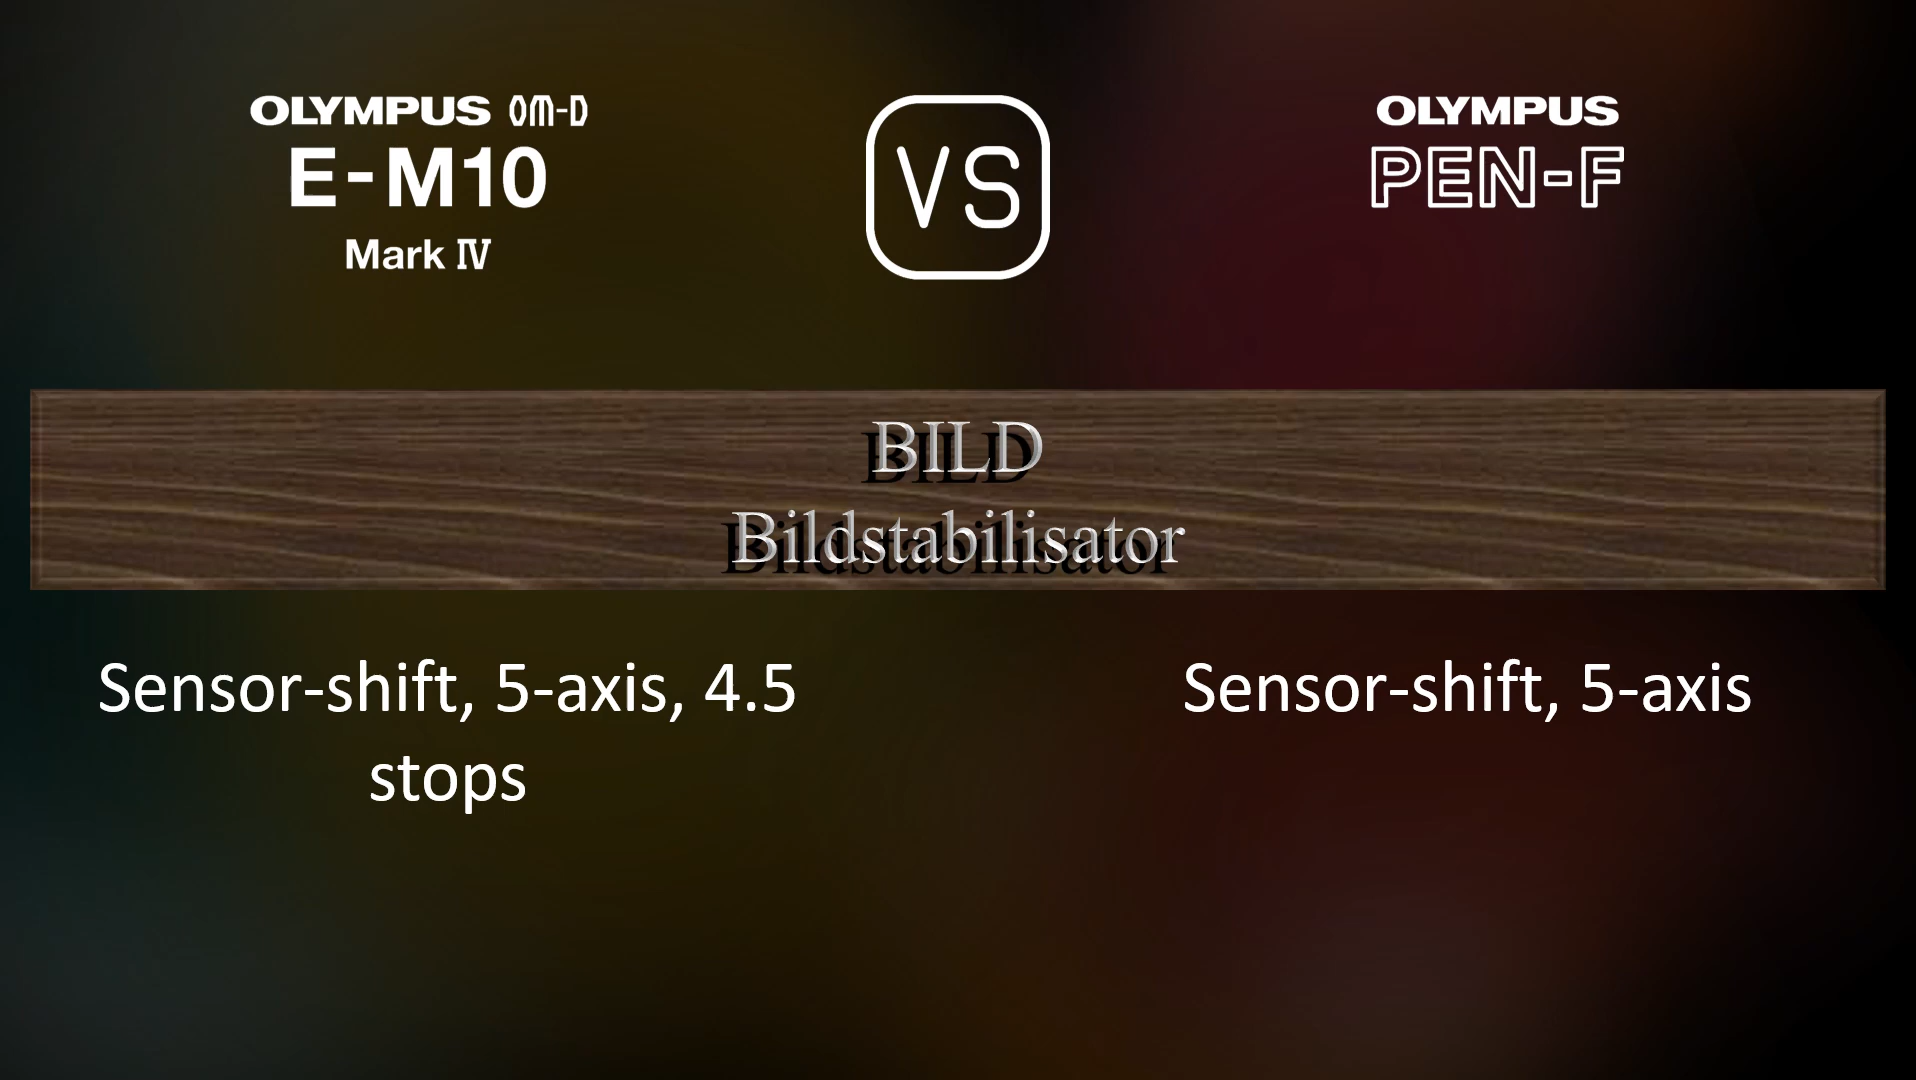 OLYMPUS OM-D
E-M10
Mark IV
VS
OLYMPUS
PEN-F
BILD
Bildstabilisator
Sensor-shift, 5-axis, 4.5
stops
Sensor-shift, 5-axis